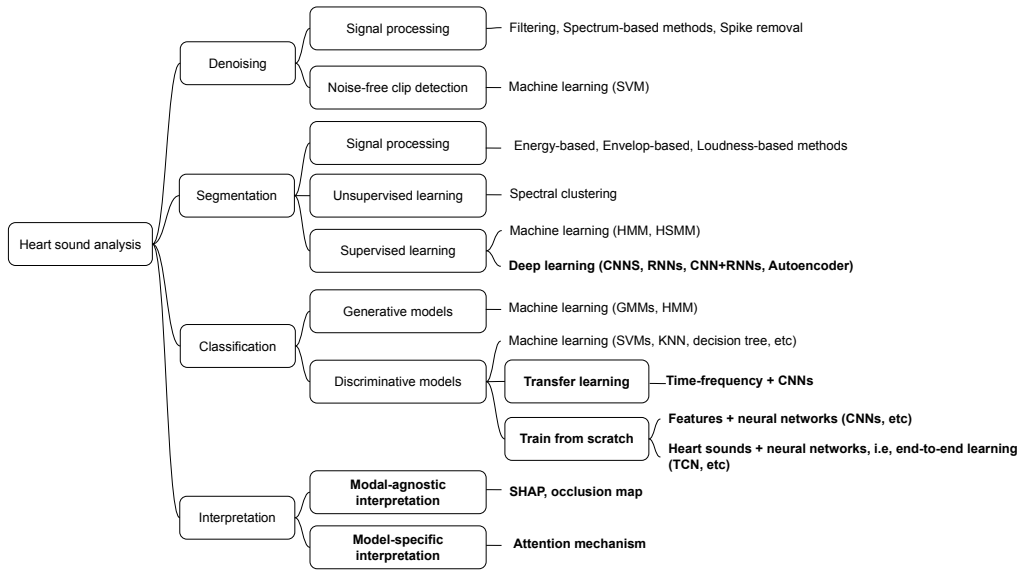 Signal processing
Filtering, Spectrum-based methods, Spike removal
Denoising
Noise-free clip detection
Machine learning (SVM)
Signal processing
Energy-based, Envelop-based, Loudness-based methods
Segmentation
Unsupervised learning
Spectral clustering
Supervised learning
Machine learning (HMM, HSMM)
Deep learning (CNNS, RNNs, CNN+RNNs, Autoencoder)
Heart sound analysis
Generative models
Machine learning (GMMs, HMM)
Classification
Discriminative models
Machine learning (SVMs, KNN, decision tree, etc)
Transfer learning
Time-frequency + CNNs
Train from scratch
Features + neural networks (CNNs, etc)
Heart sounds + neural networks, i.e, end-to-end learning
(TCN, etc)
Modal-agnostic
interpretation
SHAP, occlusion map
Interpretation
Model-specific
interpretation
Attention mechanism